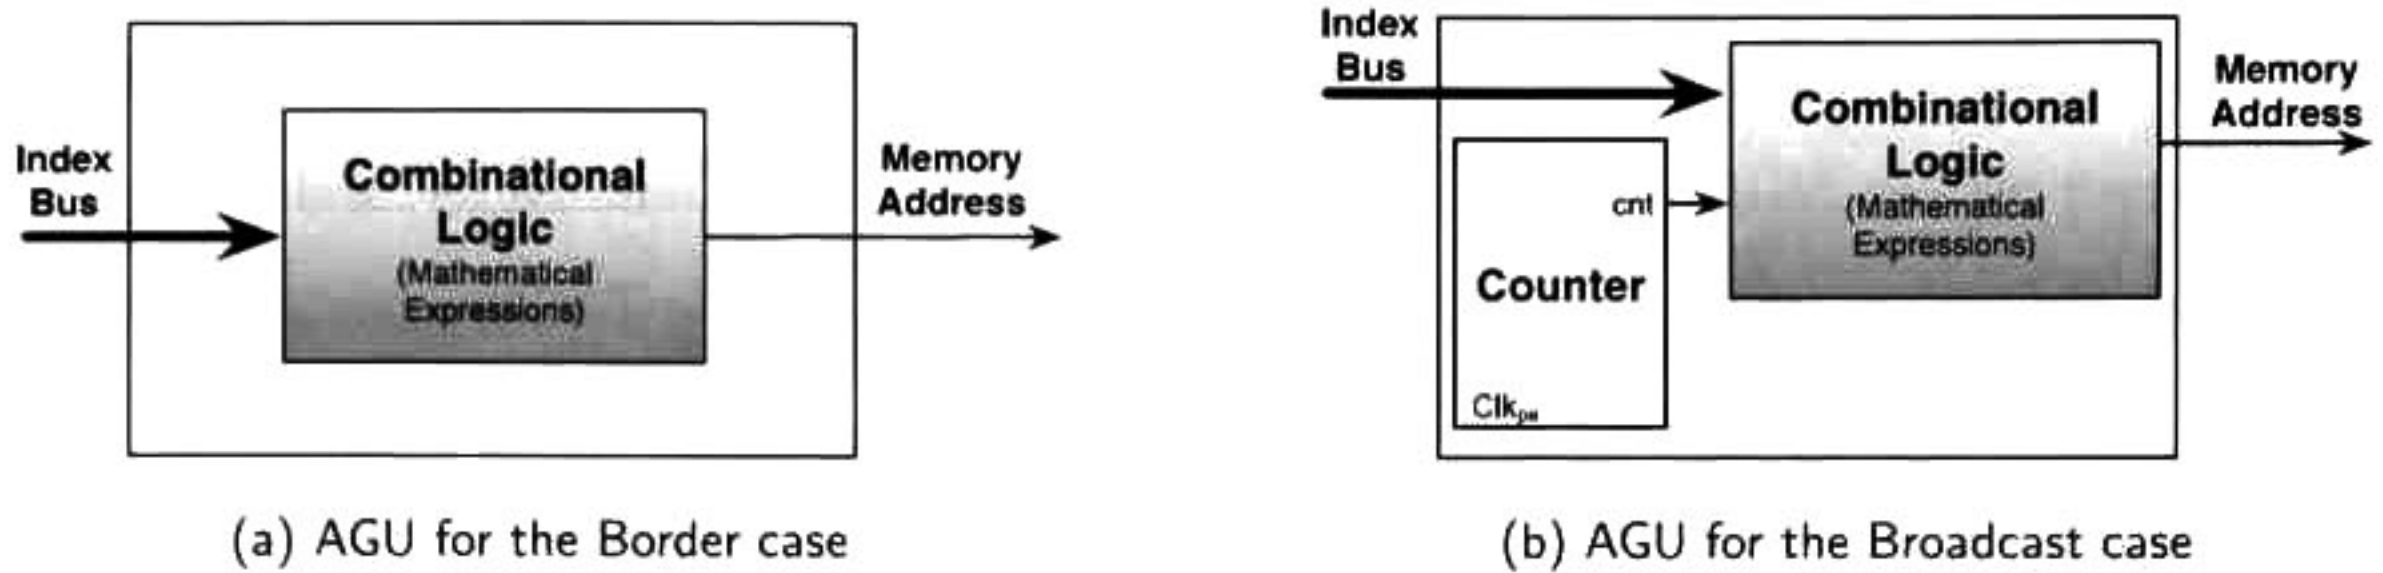 Index
Bus
Combinational
Logic
(Mathematical
Expressions)
Memory
Address
(a) AGU for the Border case
Index
Bus
Combinational
Logic
(Mathematical
Expressions)
Memory
Address
cnt
Counter
(b) AGU for the Broadcast case